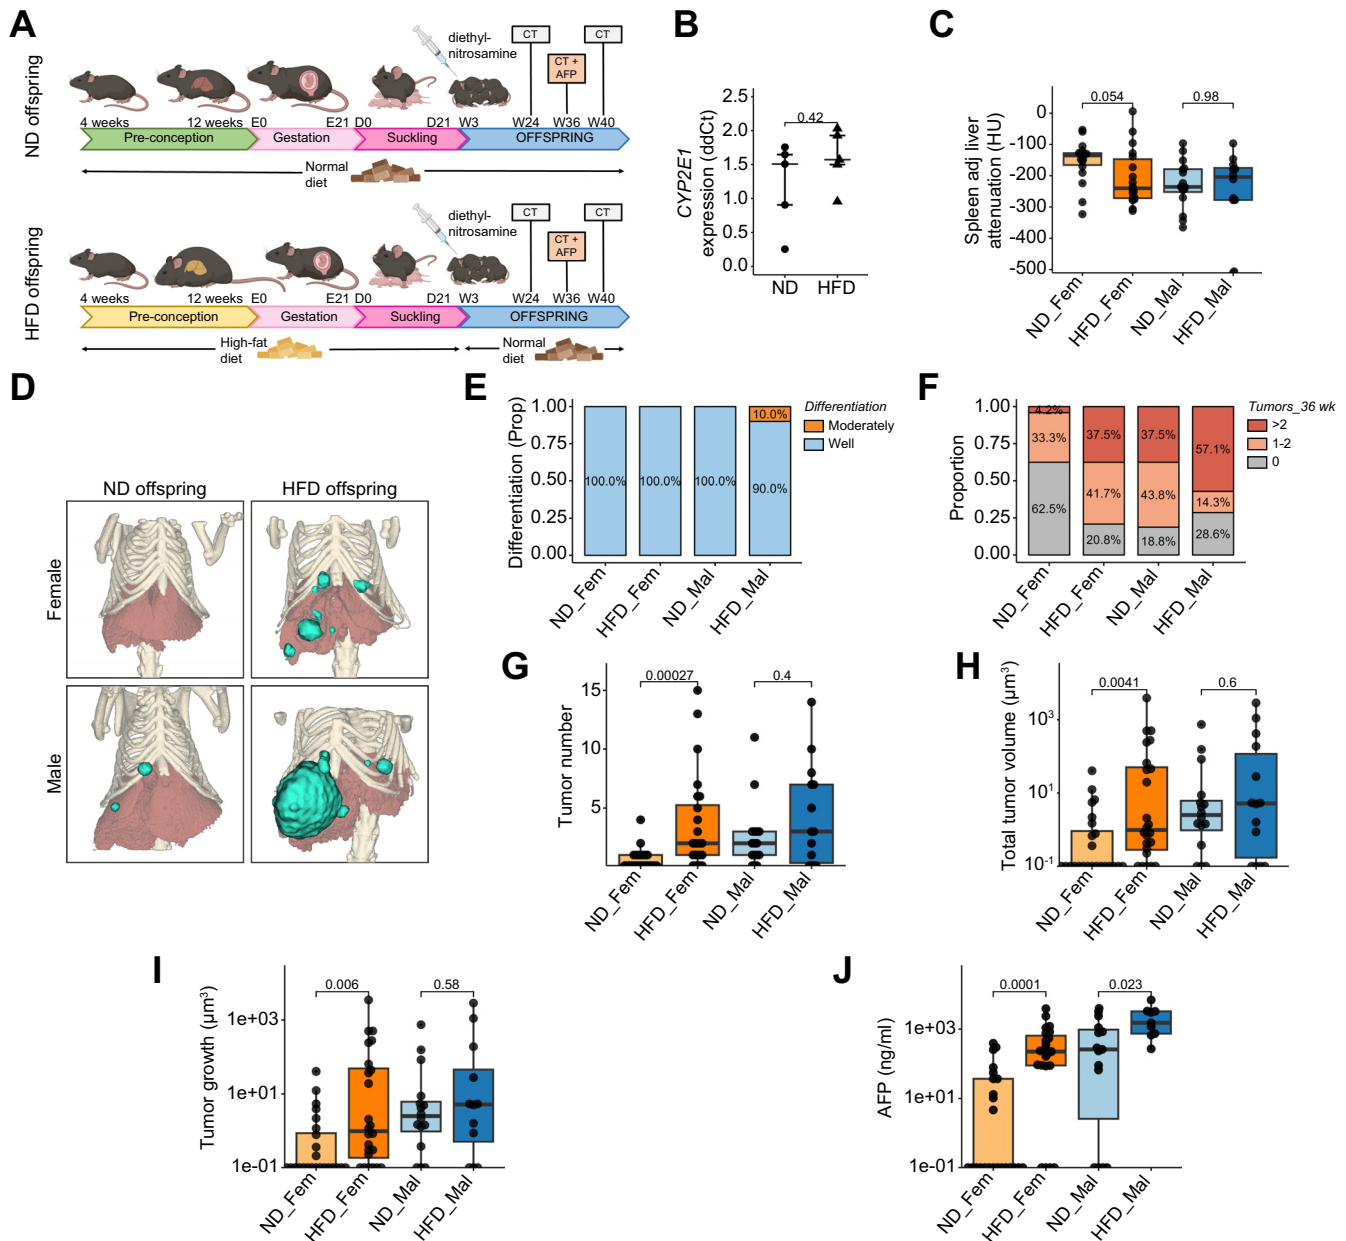 A
ND offspring
diethyl-
nitrosamine
CT
CT +
AFP
CT
4 weeks
12 weeks
E0
E21
D0
D21
W3
W24
W36
W40
Pre-conception
Gestation
Suckling
OFFSPRING
Normal
diet
HFD offspring
diethyl-
nitrosamine
CT
CT +
AFP
CT
4 weeks
12 weeks
E0
E21
D0
D21
W3
W24
W36
W40
Pre-conception
Gestation
Suckling
OFFSPRING
High-fat
diet
Normal
diet
B
CYP2E1
expression (ddCt)
2.5
2.0
1.5
1.0
0.5
0.0
0.42
ND
HFD
C
Spleen adj liver
attenuation (HU)
0
-100
-200
-300
-400
-500
0.054
0.98
ND_Fem
HFD_Fem
ND_Mal
HFD_Mal
D
ND offspring
HFD offspring
Female
Male
E
Differentiation (Prop)
1.00
0.75
0.50
0.25
0.00
100.0%
100.0%
100.0%
10.0%
90.0%
Differentiation
Moderately
Well
ND_Fem
HFD_Fem
ND_Mal
HFD_Mal
F
Proportion
1.00
0.75
0.50
0.25
0.00
4.2%
33.3%
62.5%
37.5%
41.7%
20.8%
37.5%
43.8%
18.8%
57.1%
14.3%
28.6%
Tumors_36 wk
>2
1-2
0
ND_Fem
HFD_Fem
ND_Mal
HFD_Mal
G
Tumor number
15
10
5
0.00027
0.4
ND_Fem
HFD_Fem
ND_Mal
HFD_Mal
H
Total tumor volume (µm³)
10³
10¹
10⁻¹
0.0041
0.6
ND_Fem
HFD_Fem
ND_Mal
HFD_Mal
I
Tumor growth (µm³)
1e+03
1e+01
1e-01
0.006
0.58
ND_Fem
HFD_Fem
ND_Mal
HFD_Mal
J
AFP (ng/ml)
1e+03
1e+01
1e-01
0.0001
0.023
ND_Fem
HFD_Fem
ND_Mal
HFD_Mal